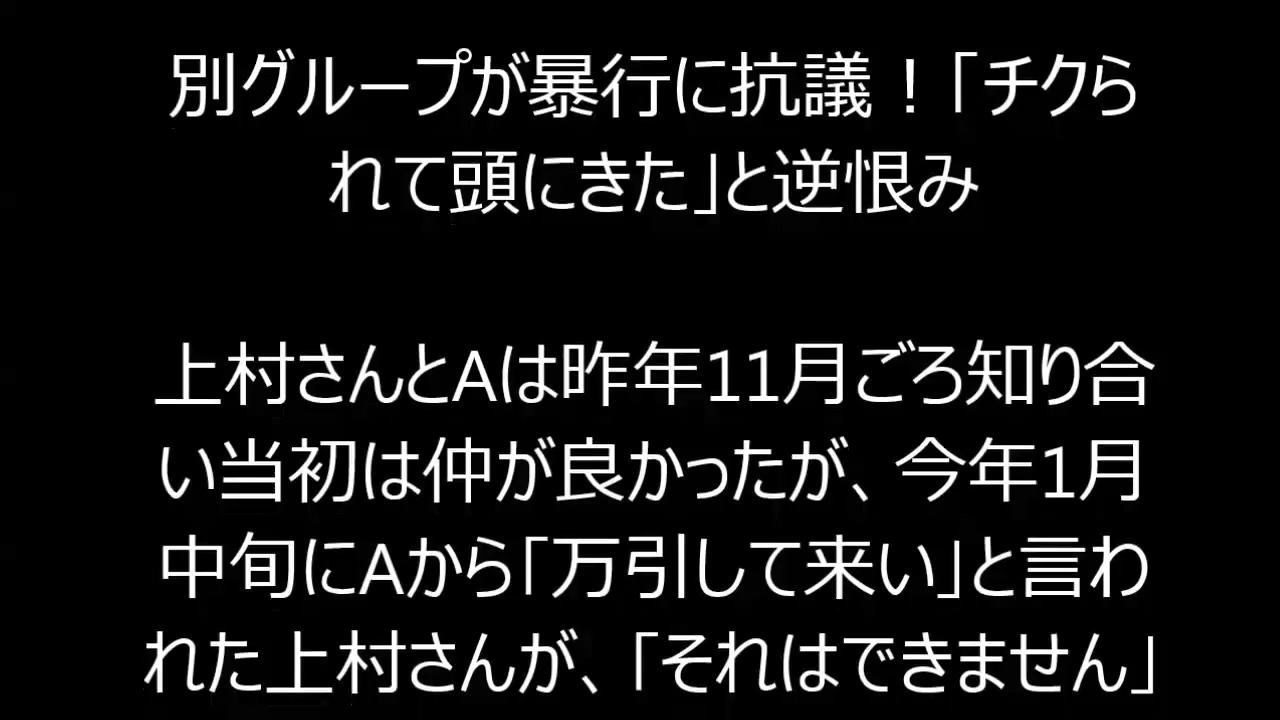 別グループが暴行に抗議！「チクら
れて頭にきた」と逆恨み
上村さんとAは昨年11月ごろ知り合
い当初は仲が良かったが、今年1月
中旬にAから「万引して来い」と言わ
れた上村さんが、「それはできません」